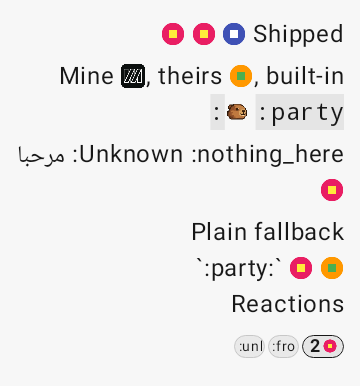 Shipped
Mine , theirs , built-in
: :party
Unknown :nothing_here: مرحبا
Plain fallback
`:party:`
Reactions
:unl :fro 2